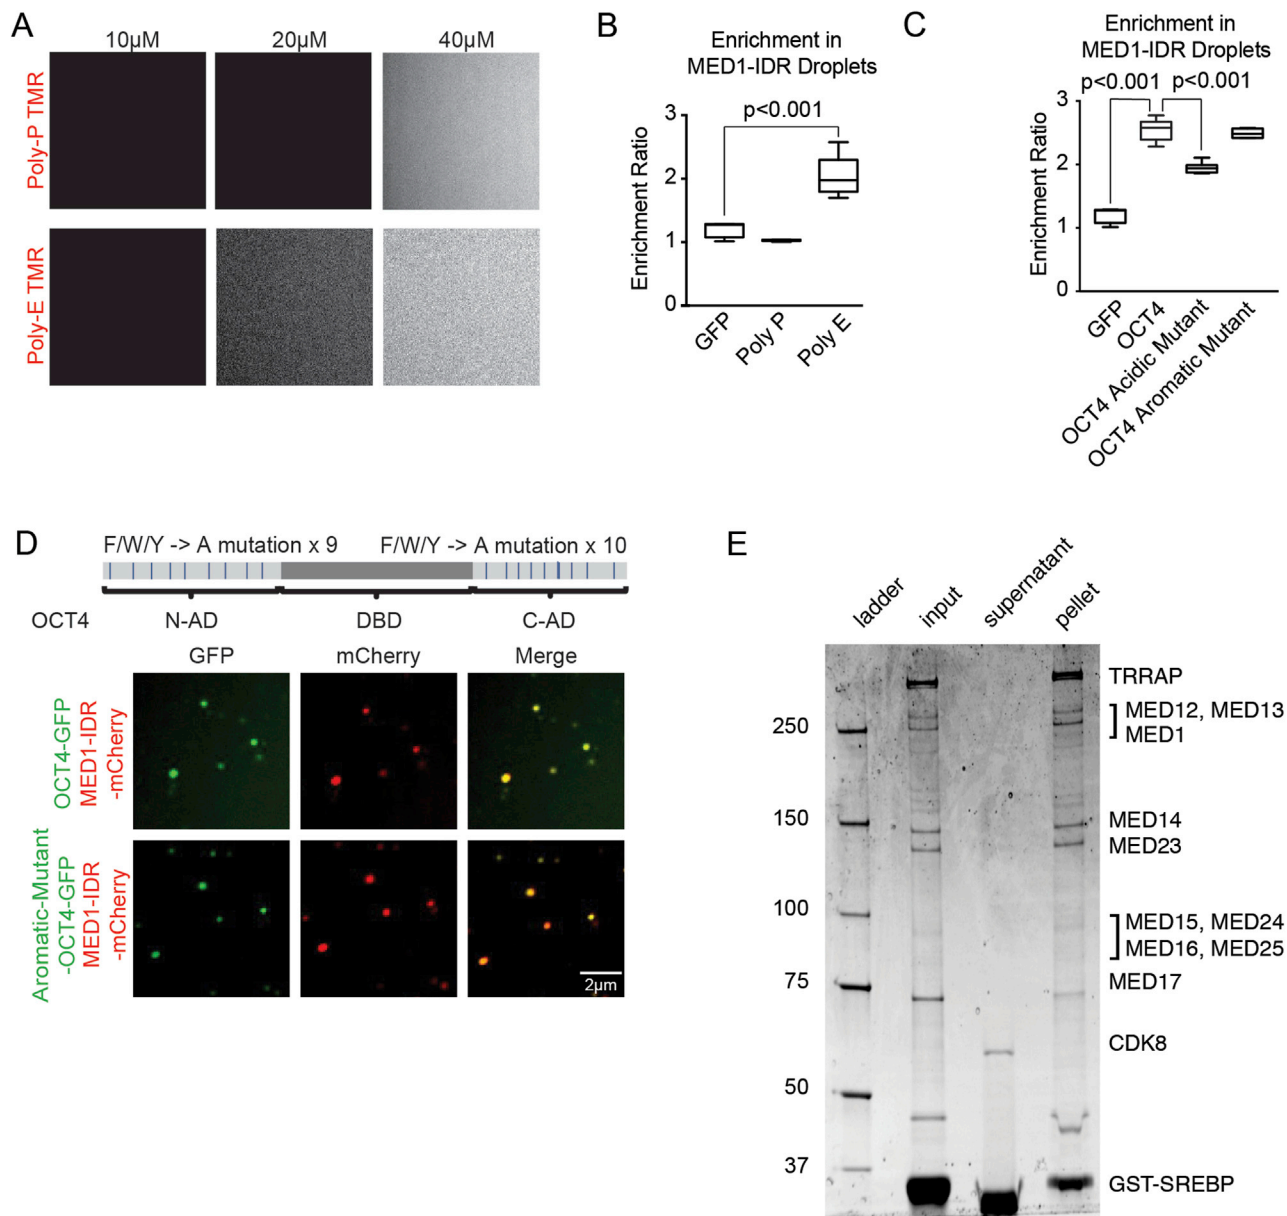 A
10µM
20µM
40µM
Poly-P TMR
Poly-E TMR
B
Enrichment in
MED1-IDR Droplets
p<0.001
Enrichment Ratio
3
2
1
0
GFP
Poly P
Poly E
C
Enrichment in
MED1-IDR Droplets
p<0.001
p<0.001
Enrichment Ratio
3
2
1
0
GFP
OCT4
OCT4 Acidic Mutant
OCT4 Aromatic Mutant
D
F/W/Y -> A mutation x 9
F/W/Y -> A mutation x 10
OCT4
N-AD
DBD
C-AD
GFP
mCherry
Merge
OCT4-GFP
MED1-IDR
-mCherry
Aromatic-Mutant
-OCT4-GFP
MED1-IDR
-mCherry
2µm
E
ladder
input
supernatant
pellet
250
150
100
75
50
37
TRRAP
MED12, MED13
MED1
MED14
MED23
MED15, MED24
MED16, MED25
MED17
CDK8
GST-SREBP